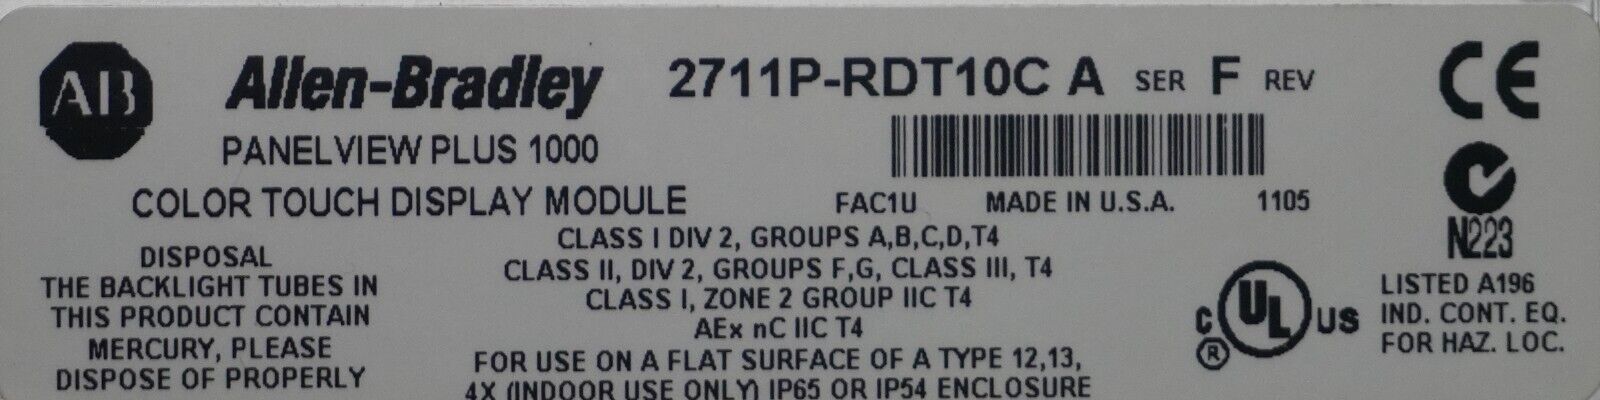 AB Allen-Bradley 2711P-RDT10C A SER F REV CE
PANELVIEW PLUS 1000
COLOR TOUCH DISPLAY MODULE
FAC1U MADE IN U.S.A. 1105
N223
DISPOSAL
THE BACKLIGHT TUBES IN
THIS PRODUCT CONTAIN
MERCURY, PLEASE
DISPOSE OF PROPERLY
CLASS I DIV 2, GROUPS A,B,C,D,T4
CLASS II, DIV 2, GROUPS F,G, CLASS III, T4
CLASS I, ZONE 2 GROUP IIC T4
AEx nC IIC T4
FOR USE ON A FLAT SURFACE OF A TYPE 12,13,
4X (INDOOR USE ONLY) IP65 OR IP54 ENCLOSURE
C UL US ®
LISTED A196
IND. CONT. EQ.
FOR HAZ. LOC.